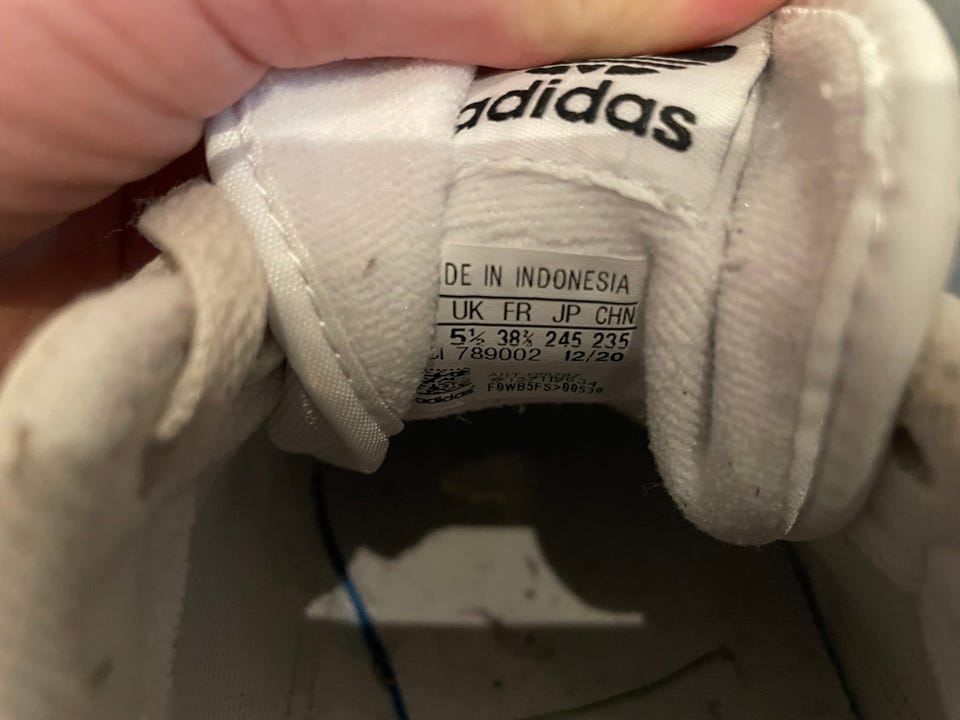 adidas
DE IN INDONESIA
UK FR JP CHN
5½ 38⅔ 245 235
789002 12/20
F0WB5FS>00530
adidas